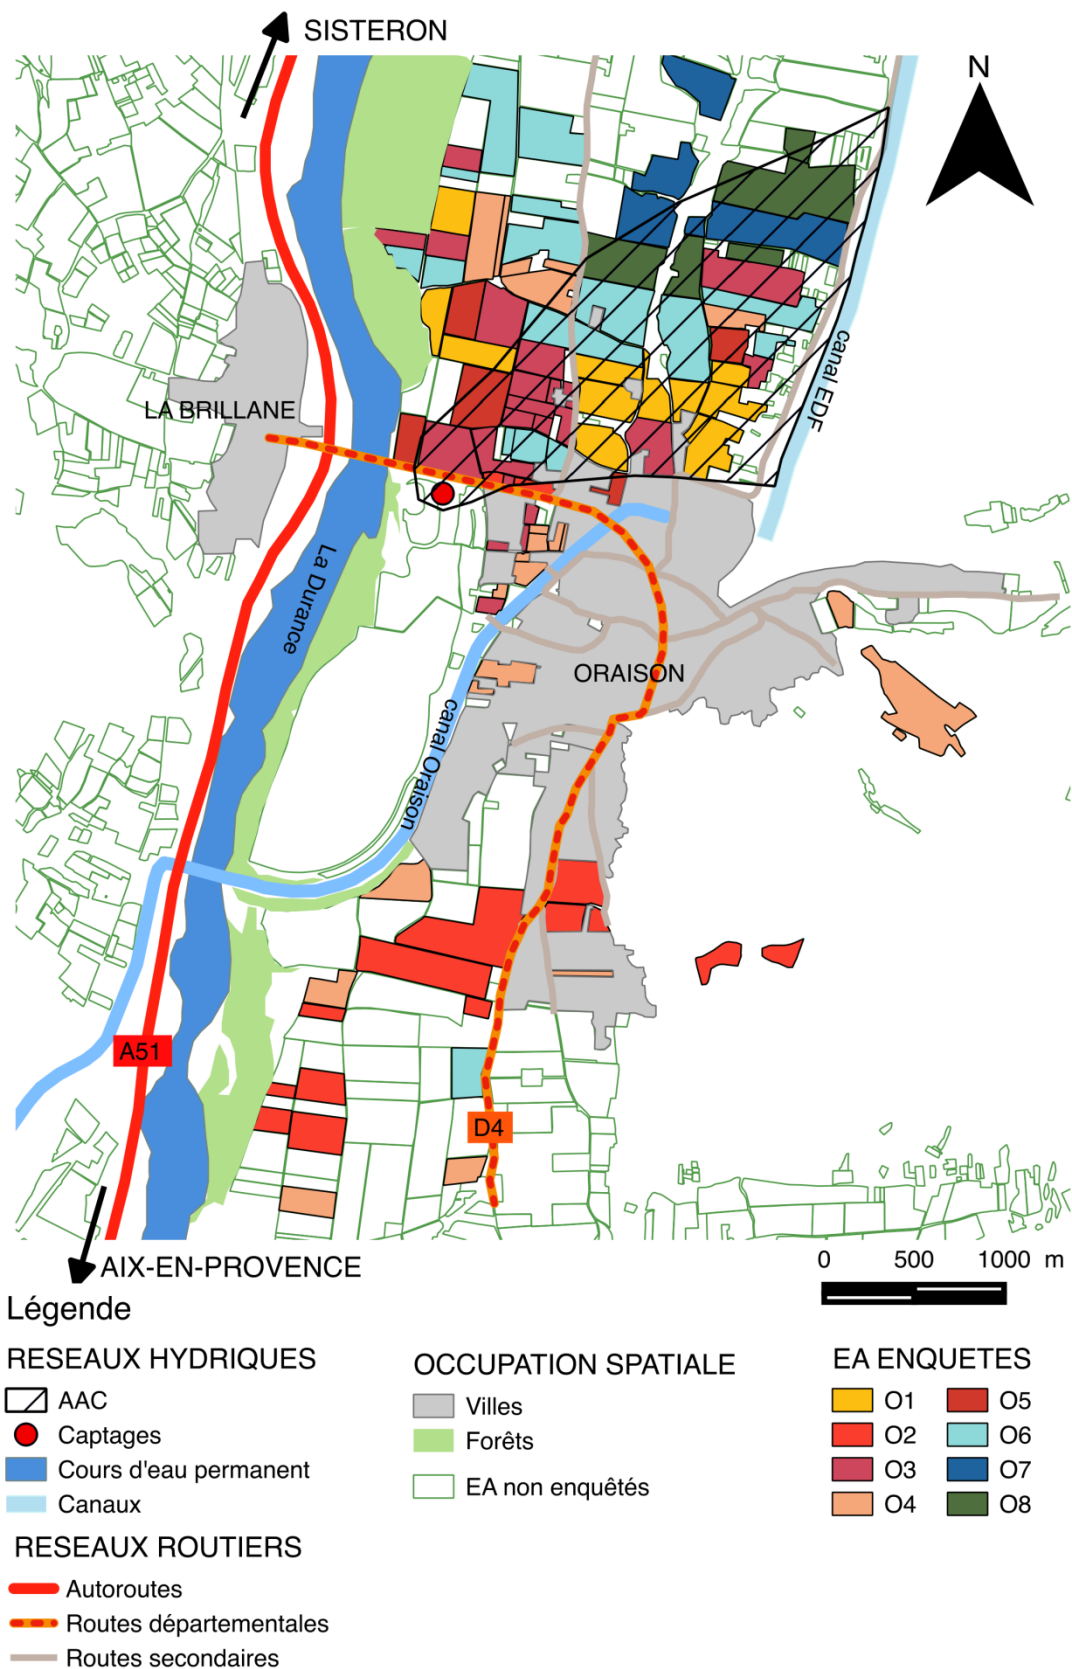 SISTERON
N
LA BRILLANE
canal EDF
La Durance
ORAISON
canal Oraison
A51
D4
AIX-EN-PROVENCE
0 500 1000 m
Légende
RESEAUX HYDRIQUES
AAC
Captages
Cours d'eau permanent
Canaux
RESEAUX ROUTIERS
Autoroutes
Routes départementales
Routes secondaires
OCCUPATION SPATIALE
Villes
Forêts
EA non enquêtés
EA ENQUETES
O1 O5
O2 O6
O3 O7
O4 O8